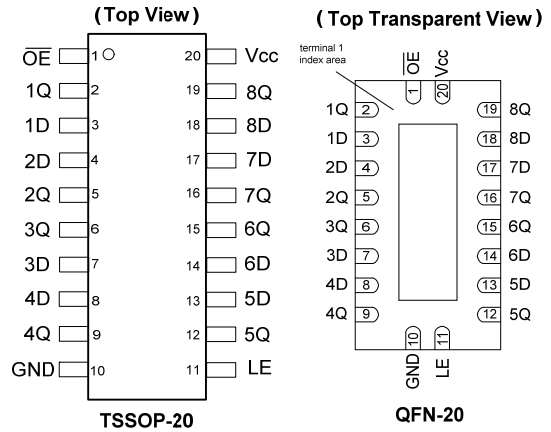 (Top View)
OE 1 20 Vcc
1Q 2 19 8Q
1D 3 18 8D
2D 4 17 7D
2Q 5 16 7Q
3Q 6 15 6Q
3D 7 14 6D
4D 8 13 5D
4Q 9 12 5Q
GND 10 11 LE
TSSOP-20
(Top Transparent View)
terminal 1
index area
OE Vcc
1 20
1Q 2 19 8Q
1D 3 18 8D
2D 4 17 7D
2Q 5 16 7Q
3Q 6 15 6Q
3D 7 14 6D
4D 8 13 5D
4Q 9 12 5Q
10 11
GND LE
QFN-20